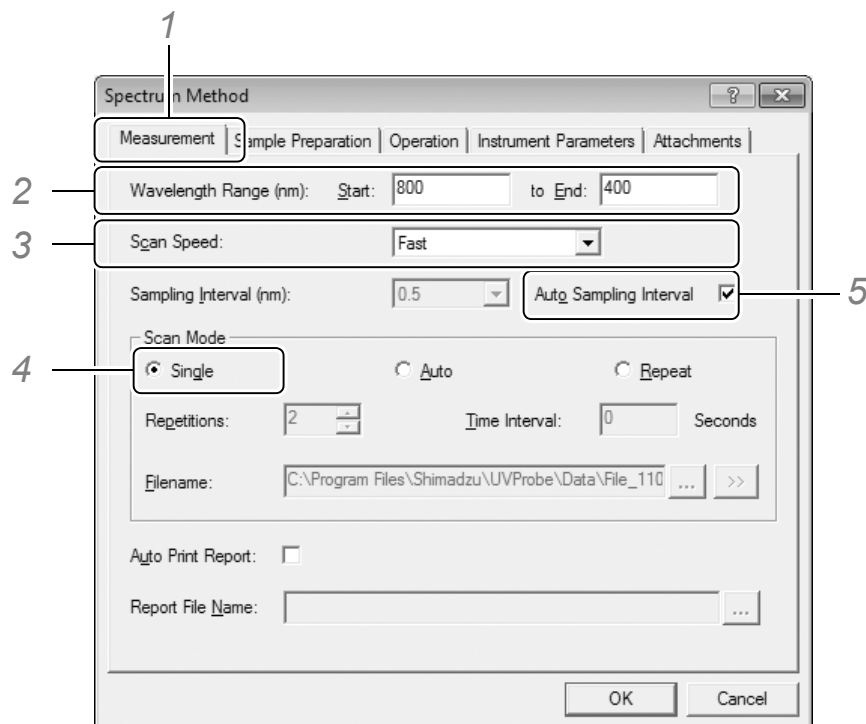 1
Spectrum Method
Measurement Sample Preparation Operation Instrument Parameters Attachments
2 Wavelength Range (nm): Start: 800 to End: 400
3 Scan Speed: Fast
Sampling Interval (nm): 0.5 Auto Sampling Interval 5
Scan Mode
4 Single Auto Repeat
Repetitions: 2 Time Interval: 0 Seconds
Filename: C:\Program Files\Shimadzu\UVProbe\Data\File_110 ... >>
Auto Print Report:
Report File Name: ...
OK Cancel